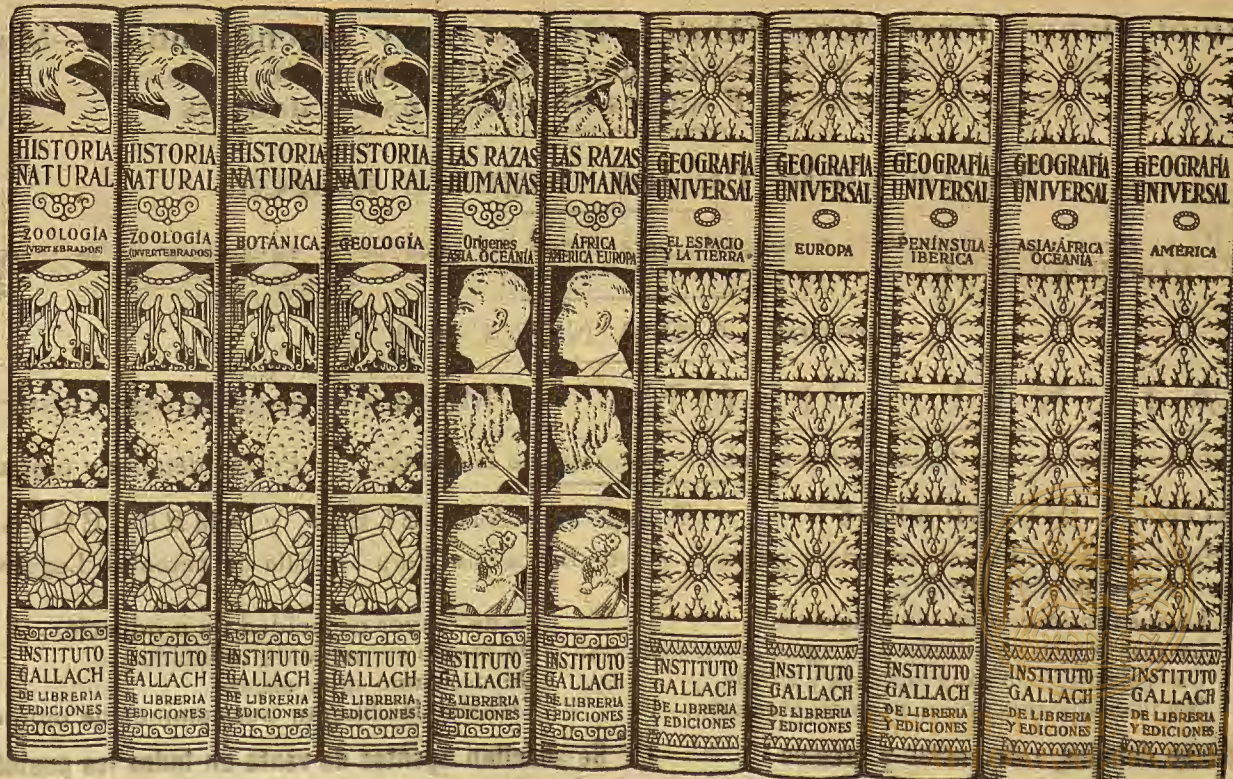 HISTORIA
NATURAL
ZOOLOGÍA
(VERTEBRADOS)
INSTITUTO
GALLACH
DE LIBRERIA
Y EDICIONES
HISTORIA
NATURAL
ZOOLOGÍA
(INVERTEBRADOS)
INSTITUTO
GALLACH
DE LIBRERIA
Y EDICIONES
HISTORIA
NATURAL
BOTÁNICA
INSTITUTO
GALLACH
DE LIBRERIA
Y EDICIONES
HISTORIA
NATURAL
GEOLOGÍA
INSTITUTO
GALLACH
DE LIBRERIA
Y EDICIONES
LAS RAZAS
HUMANAS
Orígenes
ASIA. OCEANÍA
INSTITUTO
GALLACH
DE LIBRERIA
Y EDICIONES
LAS RAZAS
HUMANAS
ÁFRICA
AMERICA EUROPA
INSTITUTO
GALLACH
DE LIBRERIA
Y EDICIONES
GEOGRAFÍA
UNIVERSAL
EL ESPACIO
Y LA TIERRA
INSTITUTO
GALLACH
DE LIBRERIA
Y EDICIONES
GEOGRAFÍA
UNIVERSAL
EUROPA
INSTITUTO
GALLACH
DE LIBRERIA
Y EDICIONES
GEOGRAFÍA
UNIVERSAL
PENÍNSULA
IBERICA
INSTITUTO
GALLACH
DE LIBRERIA
Y EDICIONES
GEOGRAFÍA
UNIVERSAL
ASIA:ÁFRICA
OCEANÍA
INSTITUTO
GALLACH
DE LIBRERIA
Y EDICIONES
GEOGRAFÍA
UNIVERSAL
AMÉRICA
INSTITUTO
GALLACH
DE LIBRERIA
Y EDICIONES